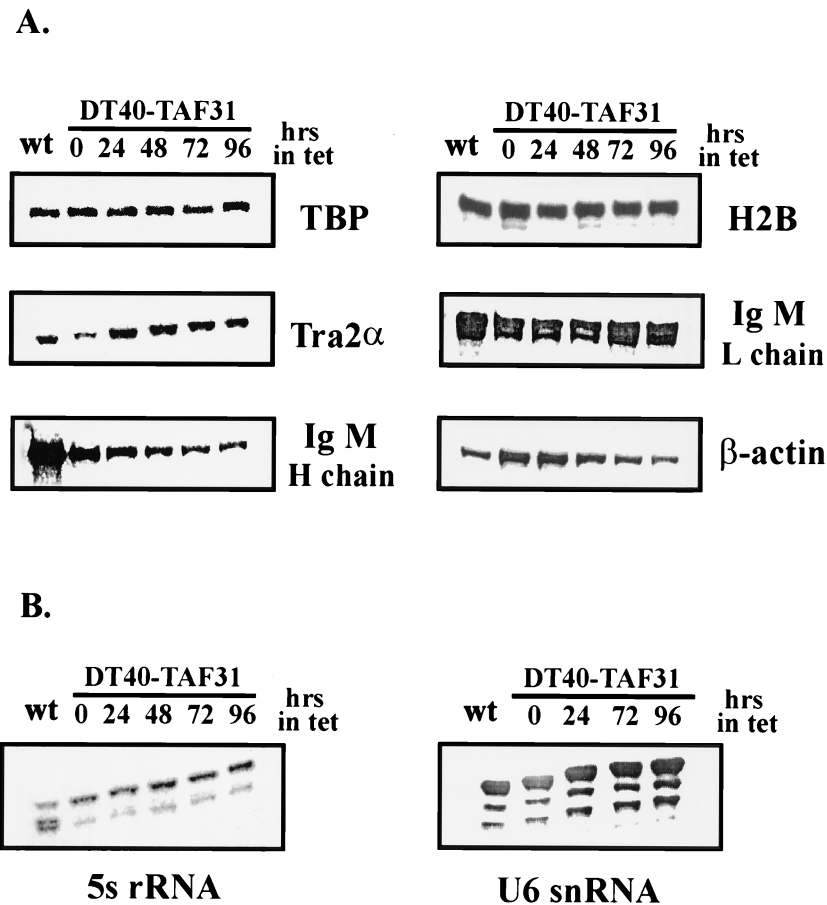 A.
DT40-TAF31
wt 0 24 48 72 96 hrs in tet
TBP
Tra2α
Ig M
H chain
DT40-TAF31
wt 0 24 48 72 96 hrs in tet
H2B
Ig M
L chain
β-actin
B.
DT40-TAF31
wt 0 24 48 72 96 hrs in tet
5s rRNA
DT40-TAF31
wt 0 24 72 96 hrs in tet
U6 snRNA